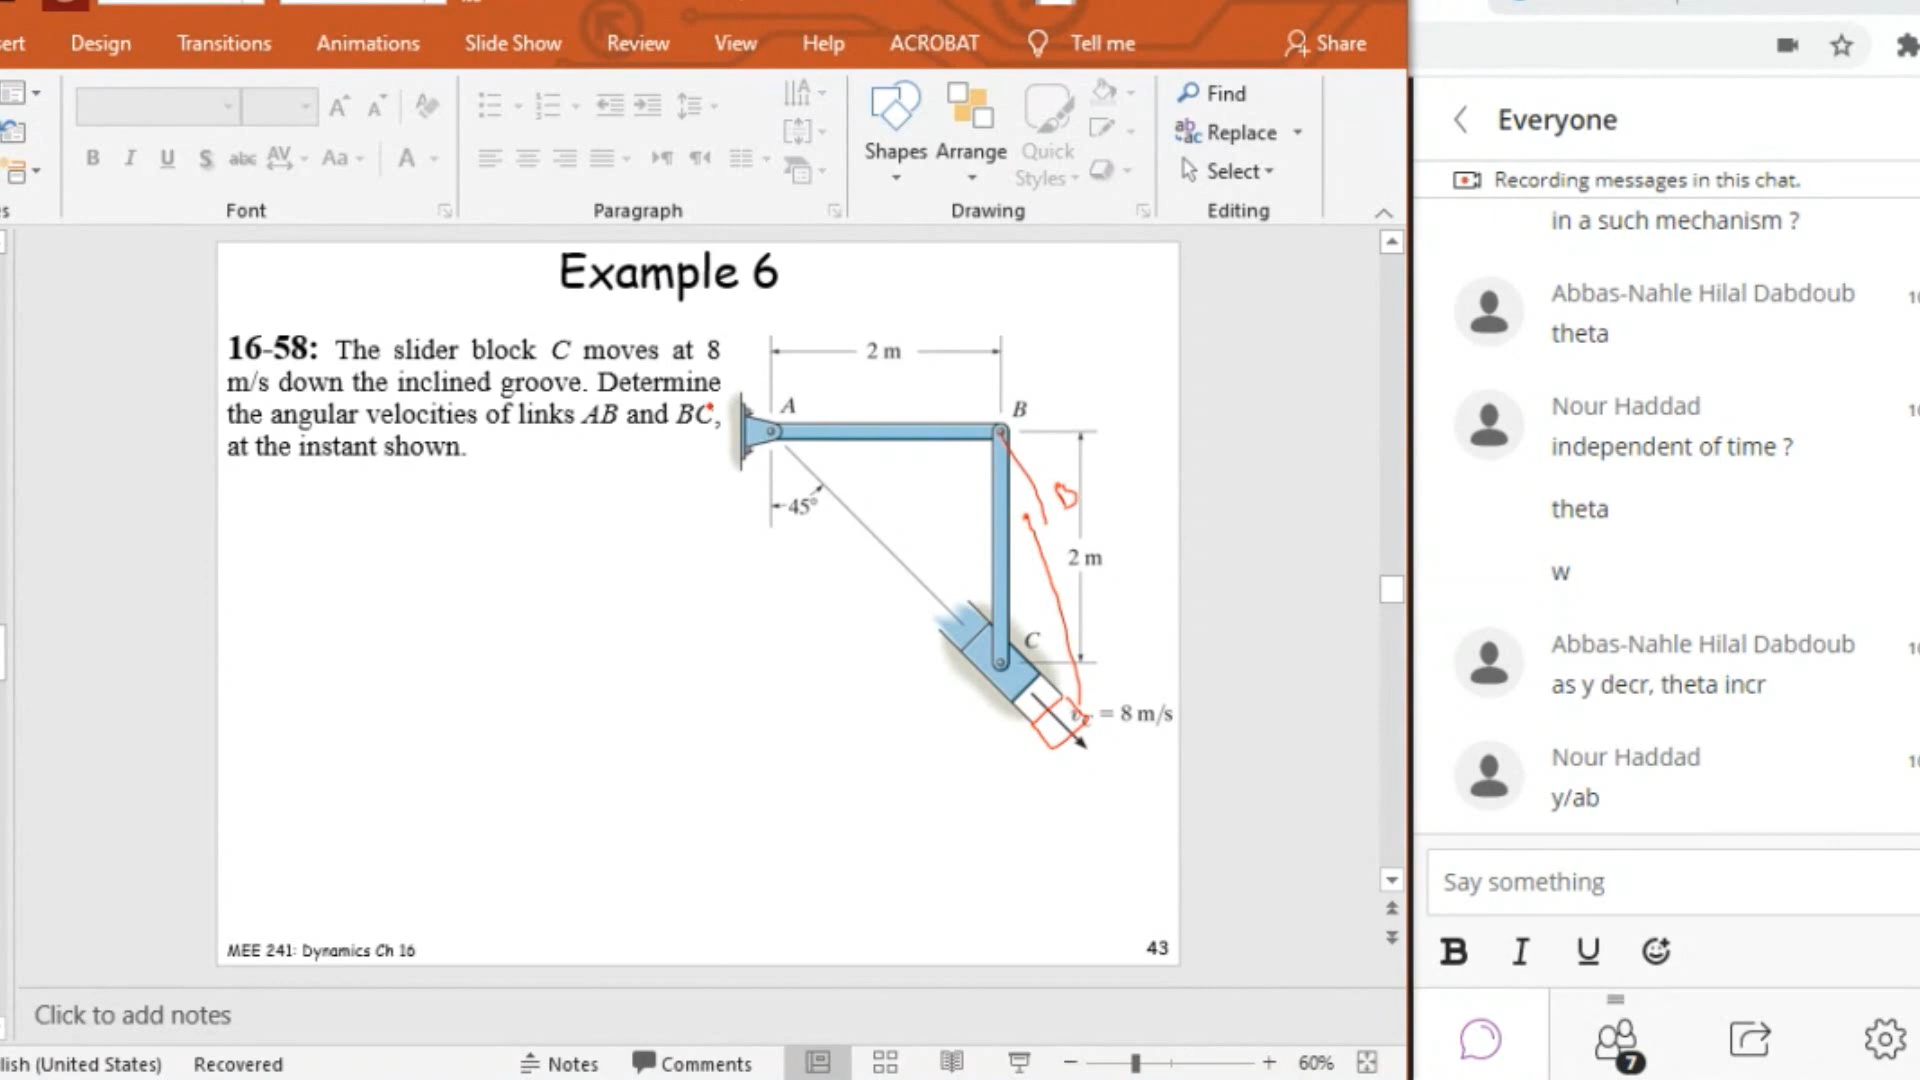 Design Transitions Animations Slide Show Review View Help ACROBAT Tell me Share
Find
Replace
Select
Shapes Arrange Quick Styles
B I U S abc AV Aa A
Font Paragraph Drawing Editing
Example 6
16-58: The slider block C moves at 8
m/s down the inclined groove. Determine
the angular velocities of links AB and BC,
at the instant shown.
2 m
A
B
45°
B
2 m
C
= 8 m/s
MEE 241: Dynamics Ch 16
43
Click to add notes
(United States) Recovered Notes Comments 60%
Everyone
Recording messages in this chat.
in a such mechanism ?
Abbas-Nahle Hilal Dabdoub
theta
Nour Haddad
independent of time ?
theta
w
Abbas-Nahle Hilal Dabdoub
as y decr, theta incr
Nour Haddad
y/ab
Say something
B I U
7